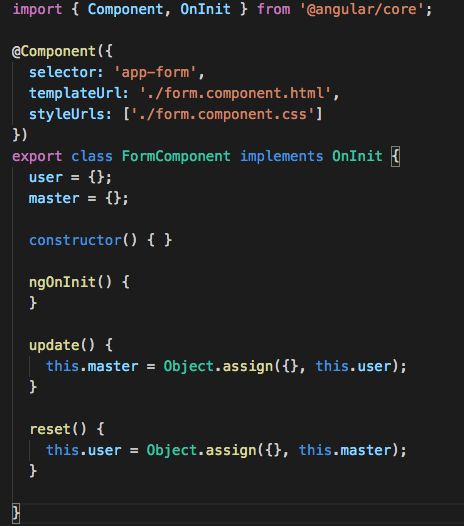 import { Component, OnInit } from '@angular/core';

@Component({
  selector: 'app-form',
  templateUrl: './form.component.html',
  styleUrls: ['./form.component.css']
})
export class FormComponent implements OnInit {
  user = {};
  master = {};

  constructor() { }

  ngOnInit() {
  }

  update() {
    this.master = Object.assign({}, this.user);
  }

  reset() {
    this.user = Object.assign({}, this.master);
  }

}